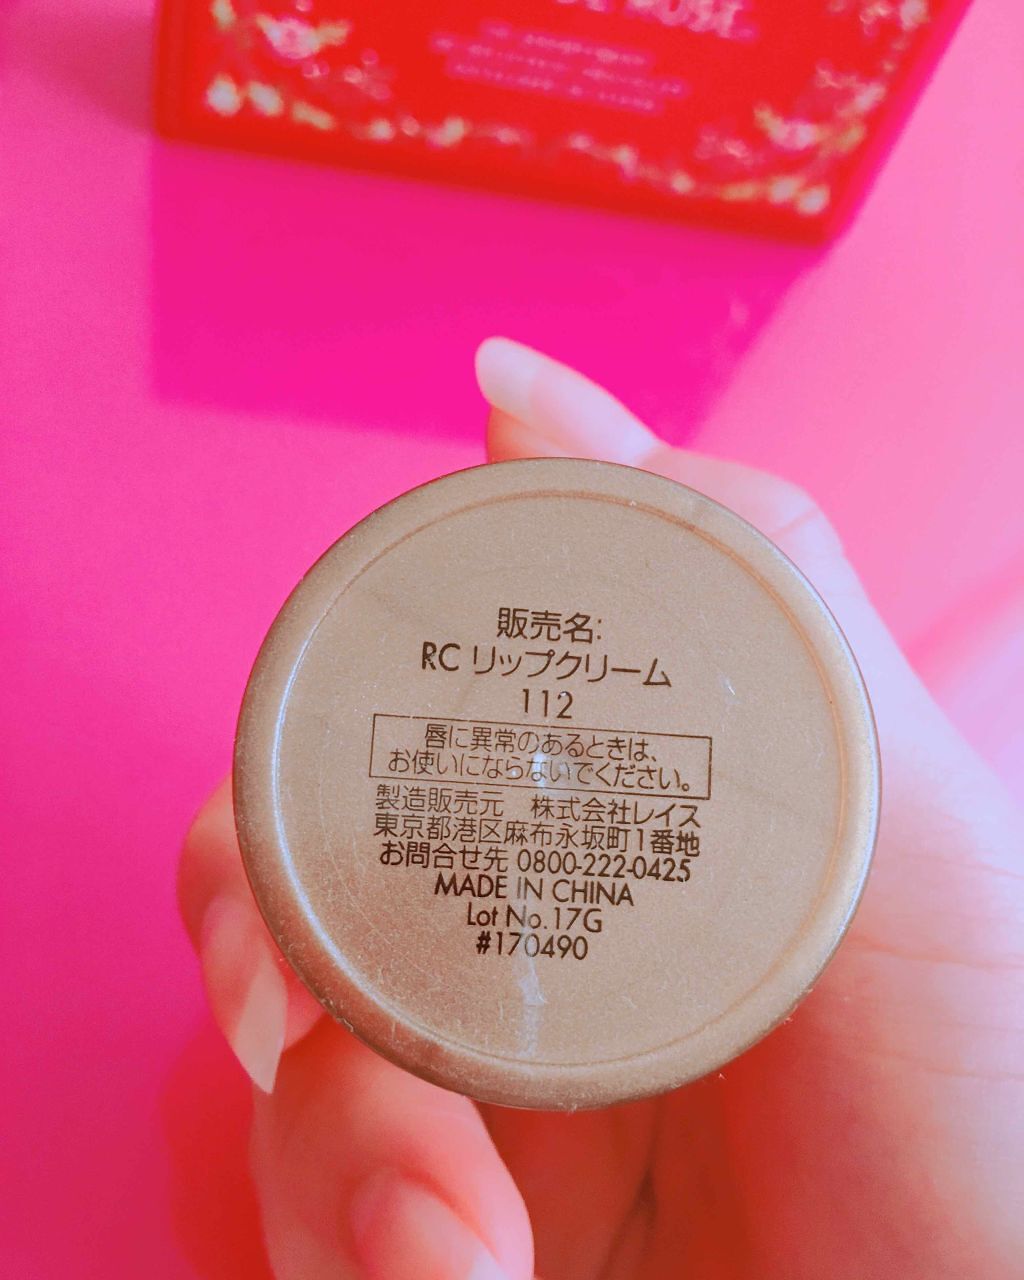 ROSE
販売名:
RC リップクリーム
112
唇に異常のあるときは、
お使いにならないでください。
製造販売元　株式会社レイス
東京都港区麻布永坂町1番地
お問合せ先 0800-222-0425
MADE IN CHINA
Lot No.17G
#170490